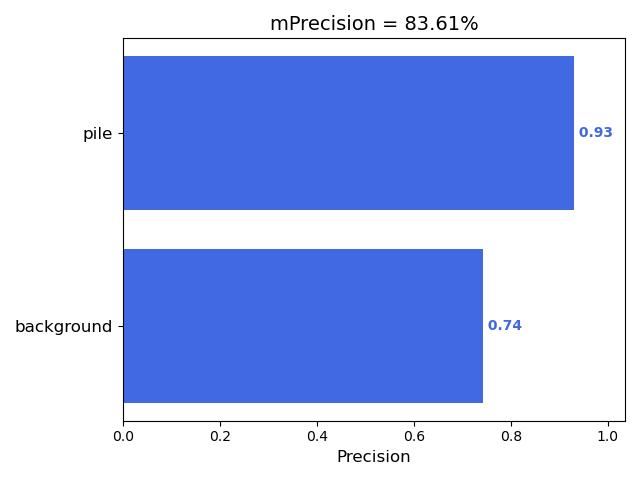 mPrecision = 83.61%
pile
0.93
background
0.74
0.0 0.2 0.4 0.6 0.8 1.0
Precision